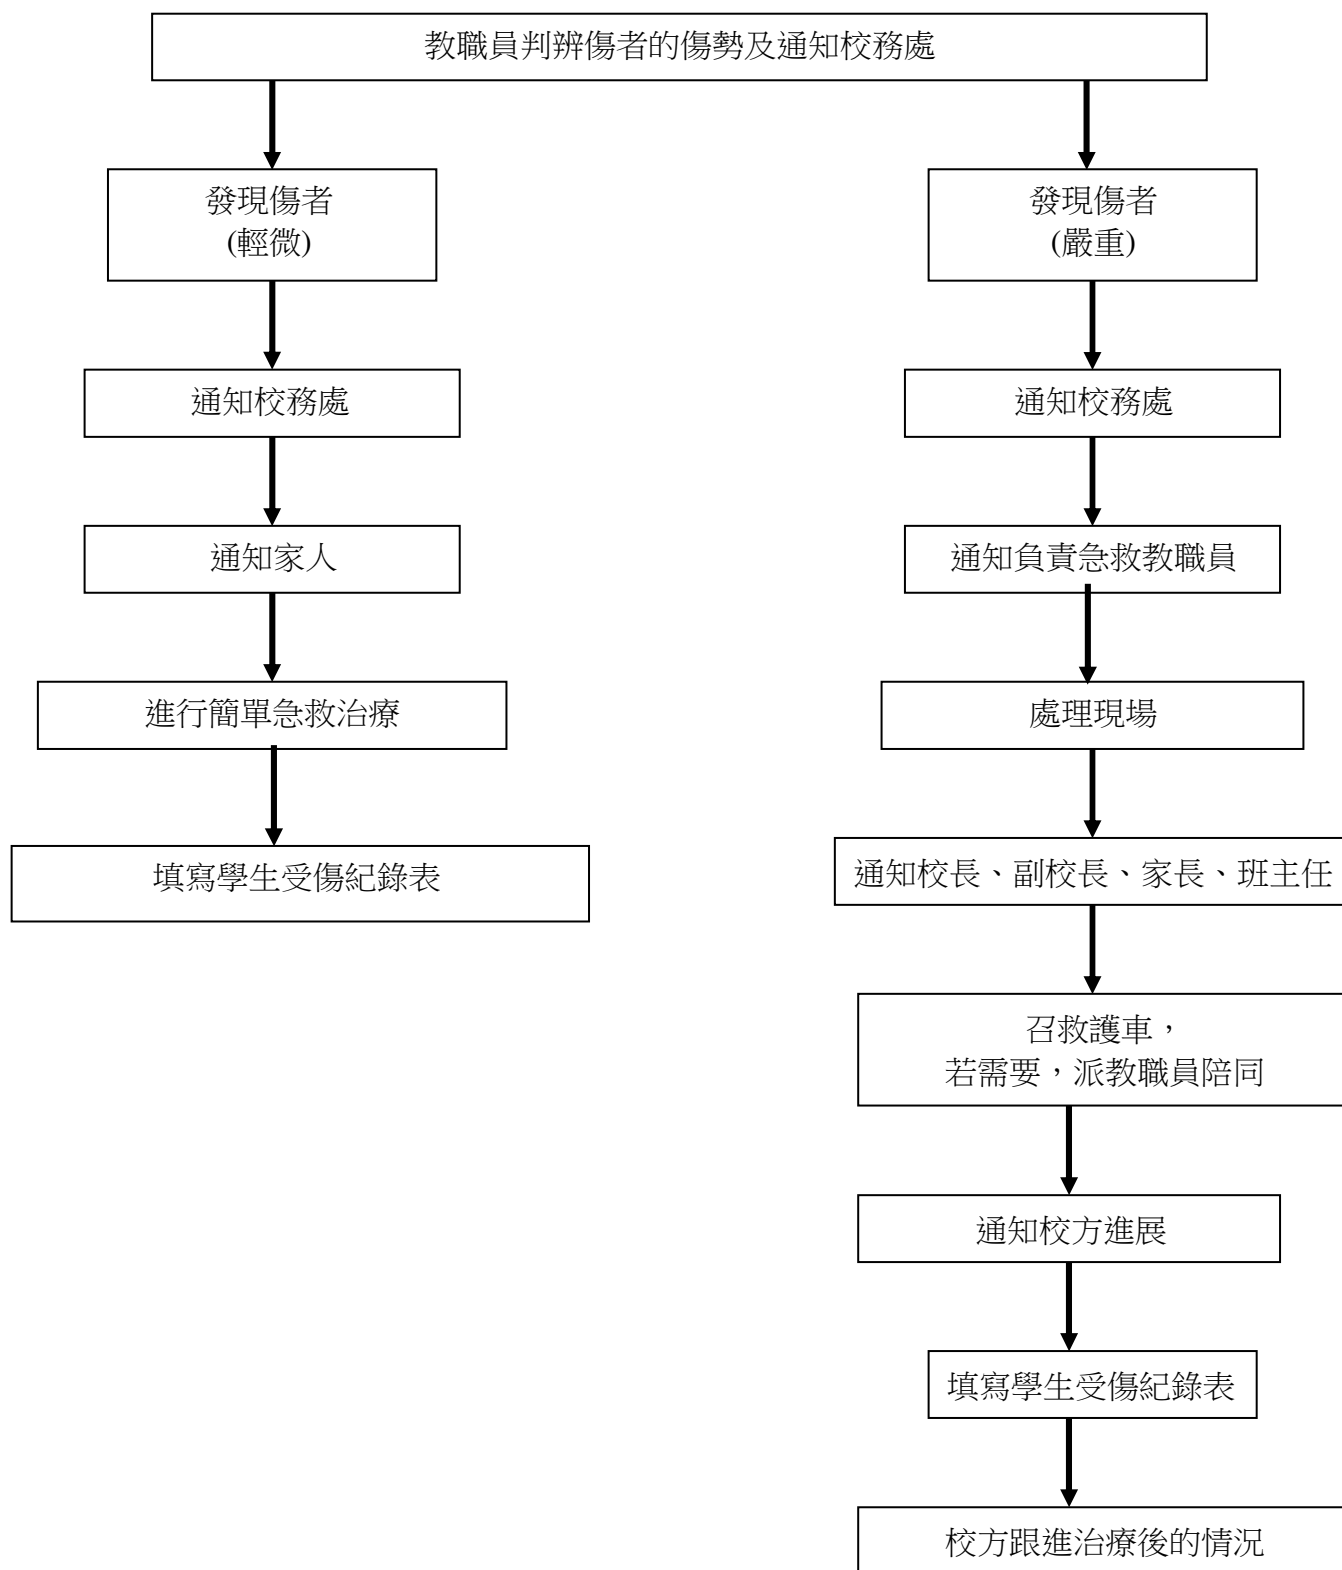 教職員判辨傷者的傷勢及通知校務處
發現傷者
(輕微)
通知校務處
通知家人
進行簡單急救治療
填寫學生受傷紀錄表
發現傷者
(嚴重)
通知校務處
通知負責急救教職員
處理現場
通知校長、副校長、家長、班主任
召救護車，
若需要，派教職員陪同
通知校方進展
填寫學生受傷紀錄表
校方跟進治療後的情況